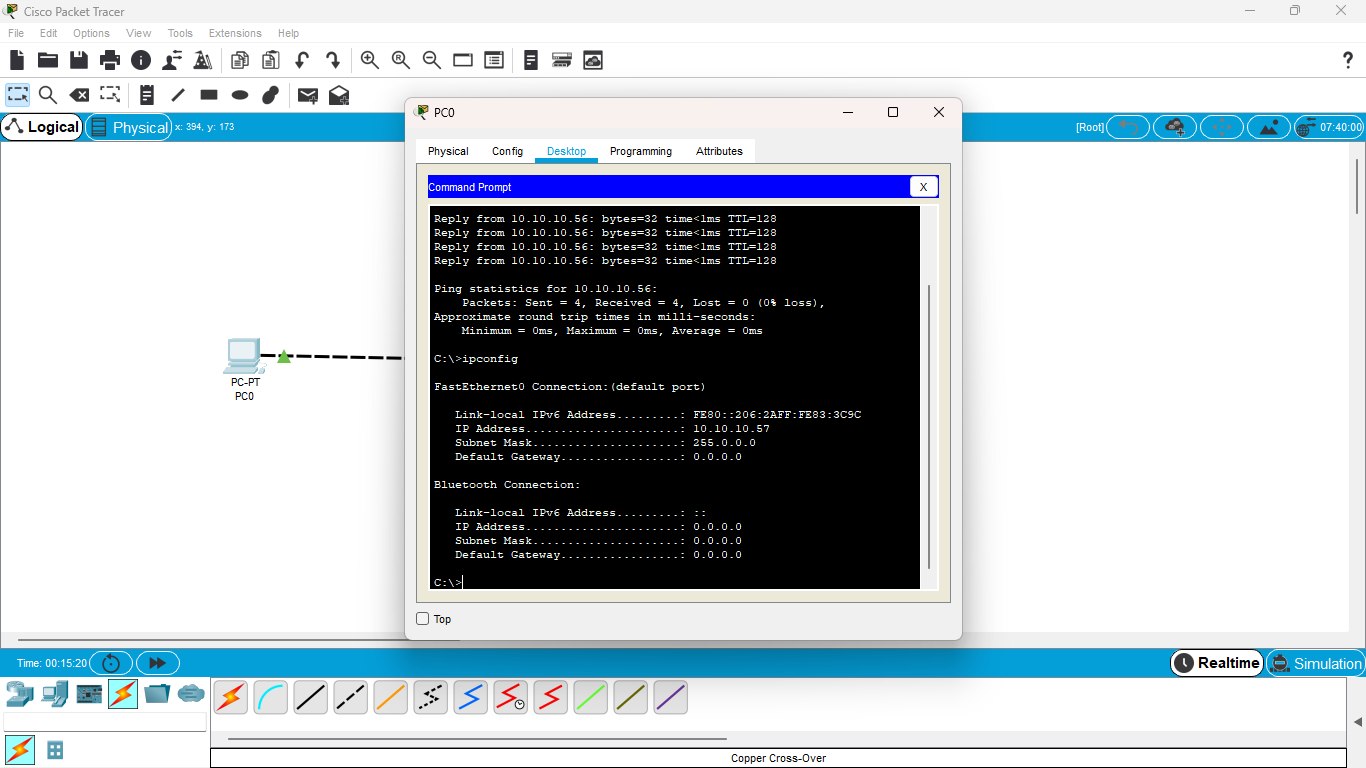 Cisco Packet Tracer
File Edit Options View Tools Extensions Help
Logical
Physical
x: 394, y: 173
[Root]
07:40:00
PC0
Physical Config Desktop Programming Attributes
Command Prompt
X
Reply from 10.10.10.56: bytes=32 time<1ms TTL=128
Reply from 10.10.10.56: bytes=32 time<1ms TTL=128
Reply from 10.10.10.56: bytes=32 time<1ms TTL=128
Reply from 10.10.10.56: bytes=32 time<1ms TTL=128
Ping statistics for 10.10.10.56:
Packets: Sent = 4, Received = 4, Lost = 0 (0% loss),
Approximate round trip times in milli-seconds:
Minimum = 0ms, Maximum = 0ms, Average = 0ms
C:\>ipconfig
FastEthernet0 Connection:(default port)
Link-local IPv6 Address.........: FE80::206:2AFF:FE83:3C9C
IP Address......................: 10.10.10.57
Subnet Mask.....................: 255.0.0.0
Default Gateway.................: 0.0.0.0
Bluetooth Connection:
Link-local IPv6 Address.........: ::
IP Address......................: 0.0.0.0
Subnet Mask.....................: 0.0.0.0
Default Gateway.................: 0.0.0.0
C:\>
PC-PT
PC0
Top
Time: 00:15:20
Realtime
Simulation
Copper Cross-Over